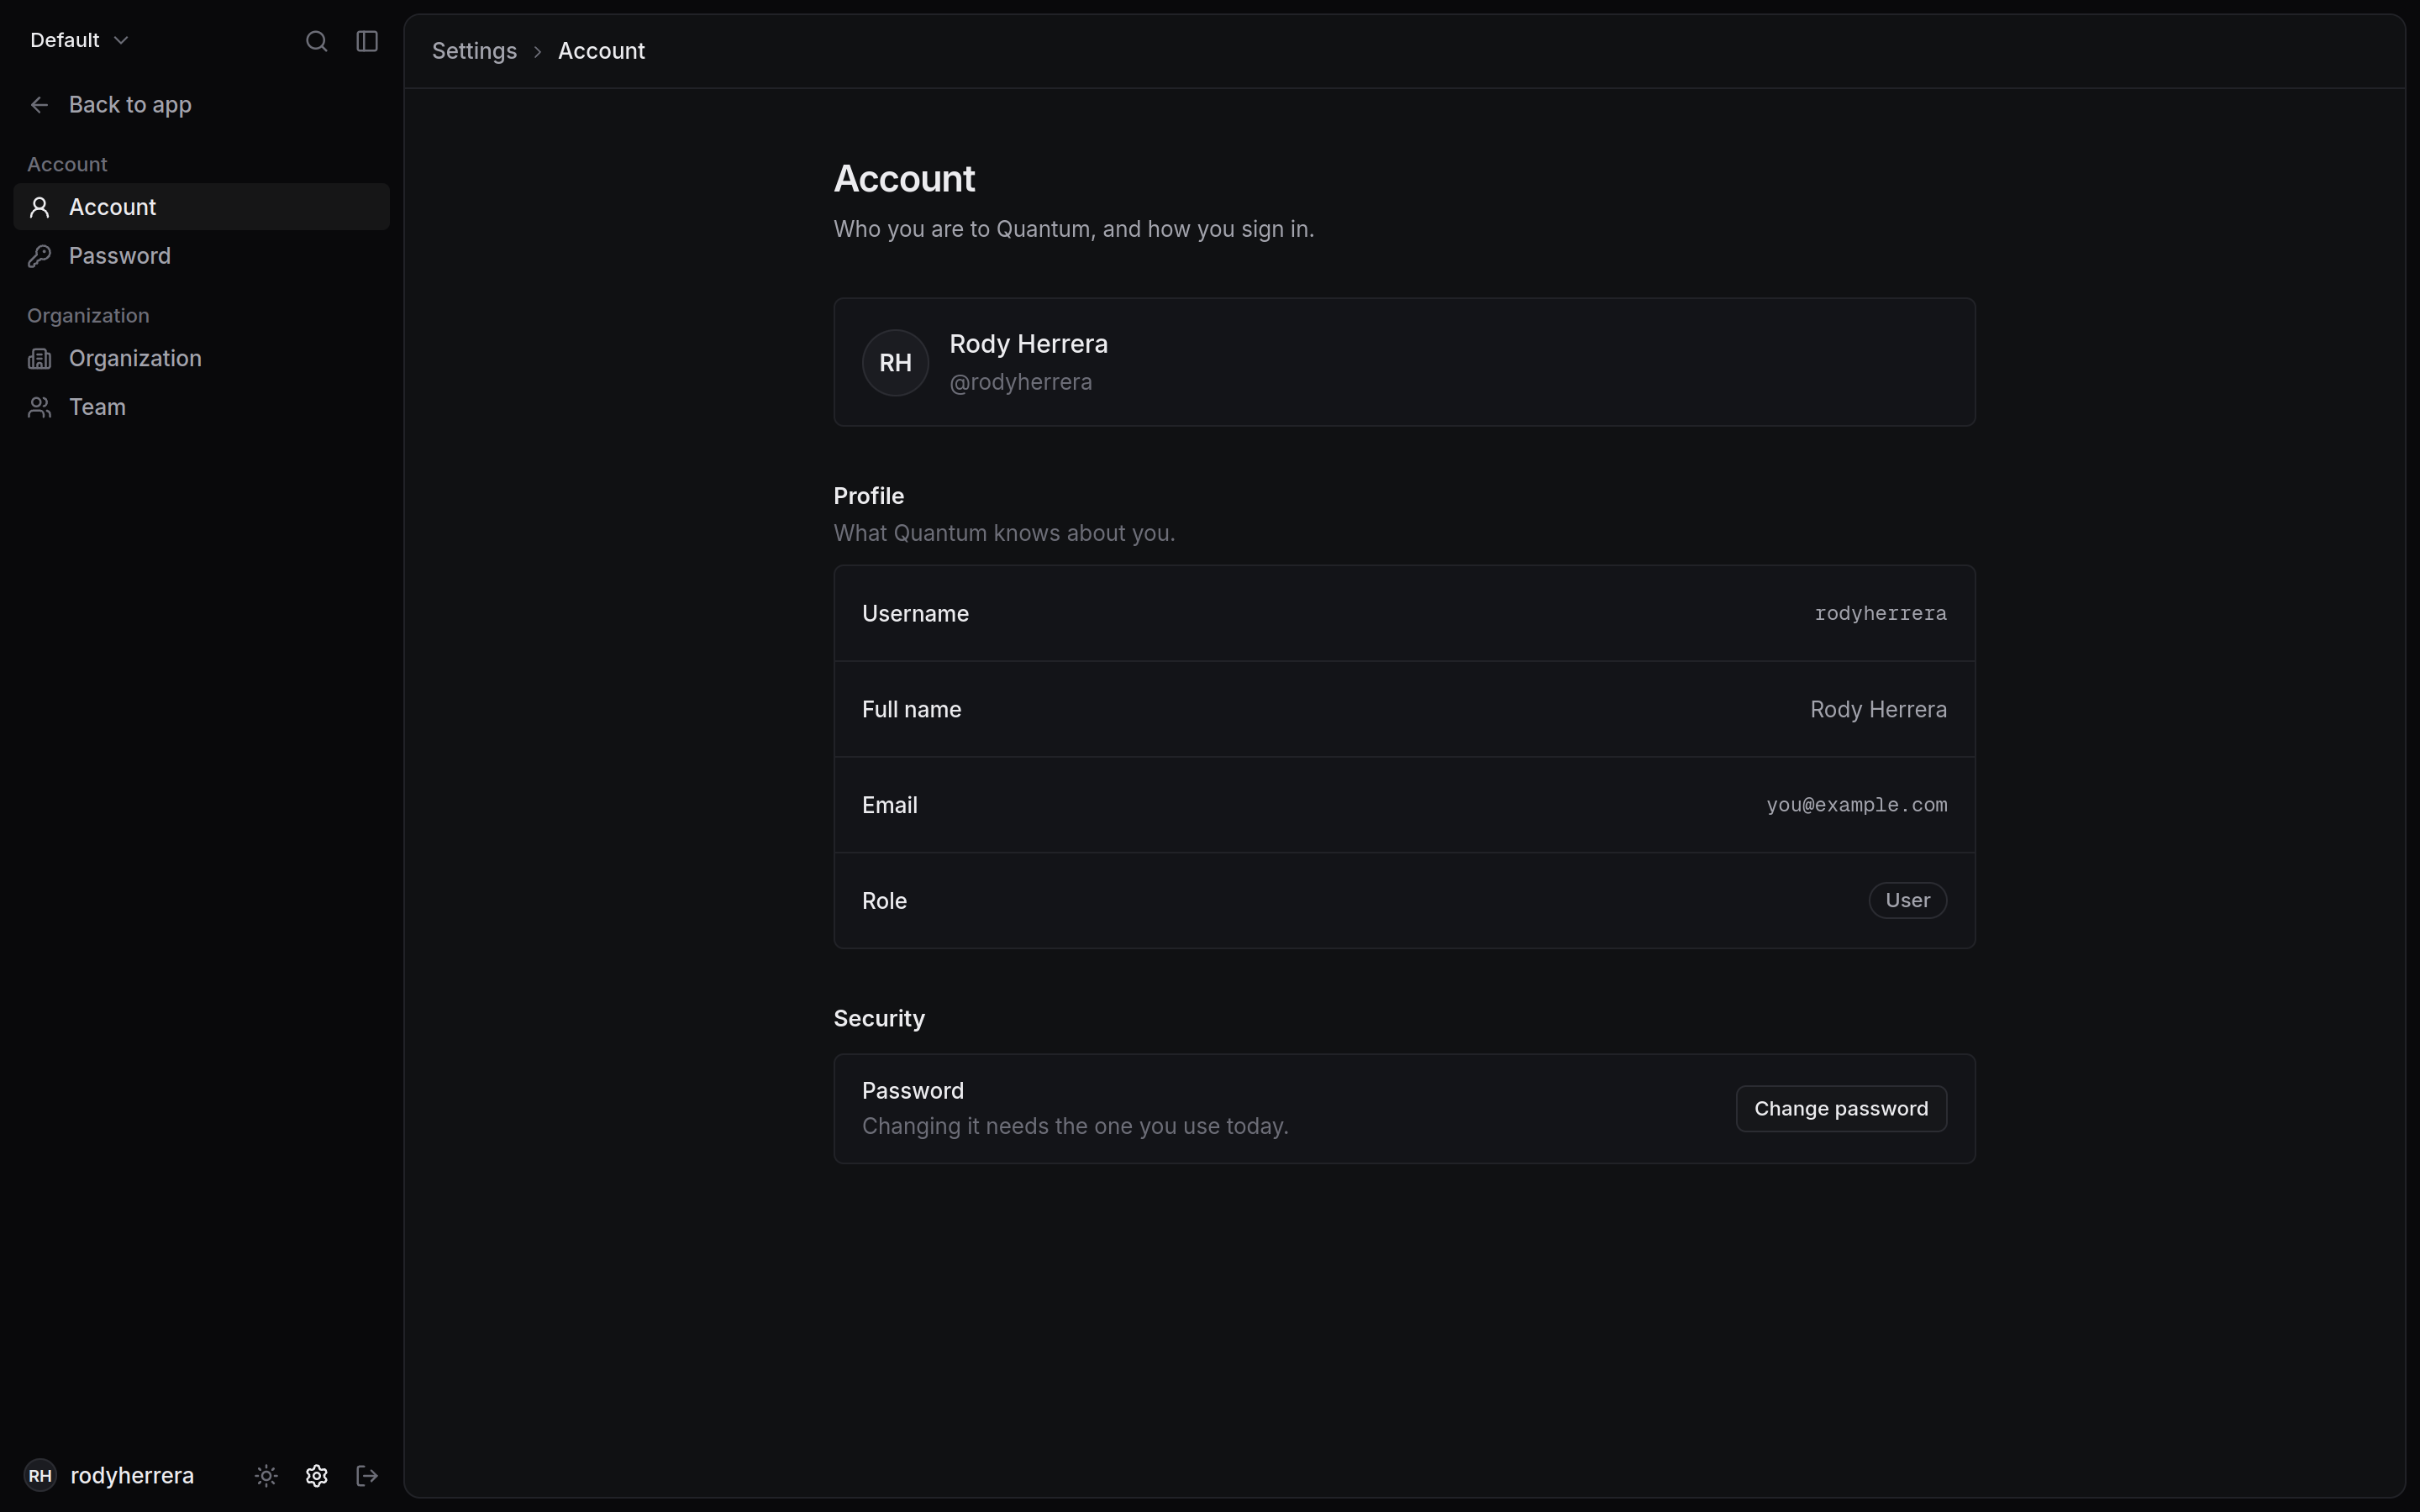 Default
Back to app
Account
Account
Password
Organization
Organization
Team
RH rodyherrera
Settings > Account
Account
Who you are to Quantum, and how you sign in.
RH
Rody Herrera
@rodyherrera
Profile
What Quantum knows about you.
Username rodyherrera
Full name Rody Herrera
Email you@example.com
Role User
Security
Password
Changing it needs the one you use today.
Change password